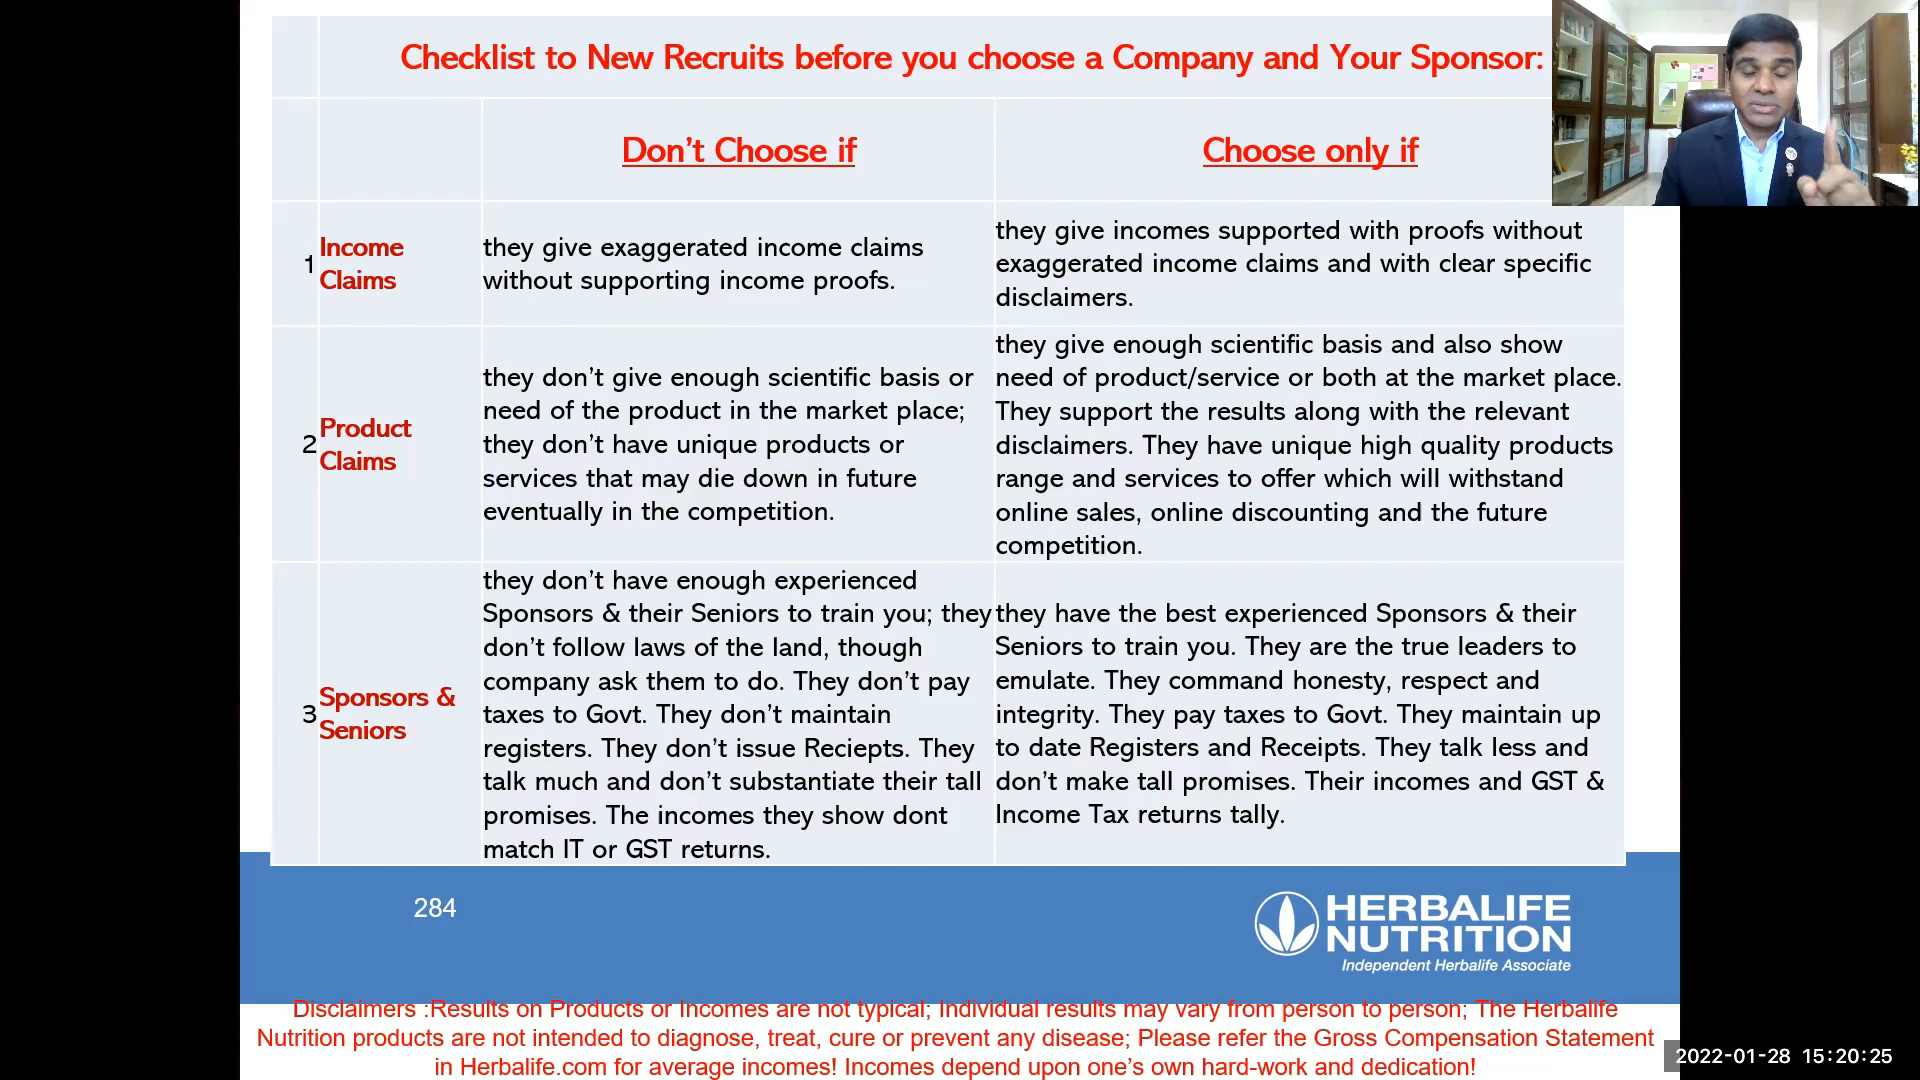 Checklist to New Recruits before you choose a Company and Your Sponsor:
Don't Choose if
Choose only if
1
Income
Claims
they give exaggerated income claims
without supporting income proofs.
they give incomes supported with proofs without
exaggerated income claims and with clear specific
disclaimers.
2
Product
Claims
they don't give enough scientific basis or
need of the product in the market place;
they don't have unique products or
services that may die down in future
eventually in the competition.
they give enough scientific basis and also show
need of product/service or both at the market place.
They support the results along with the relevant
disclaimers. They have unique high quality products
range and services to offer which will withstand
online sales, online discounting and the future
competition.
3
Sponsors &
Seniors
they don't have enough experienced
Sponsors & their Seniors to train you; they
don't follow laws of the land, though
company ask them to do. They don't pay
taxes to Govt. They don't maintain
registers. They don't issue Reciepts. They
talk much and don't substantiate their tall
promises. The incomes they show dont
match IT or GST returns.
they have the best experienced Sponsors & their
Seniors to train you. They are the true leaders to
emulate. They command honesty, respect and
integrity. They pay taxes to Govt. They maintain up
to date Registers and Receipts. They talk less and
don't make tall promises. Their incomes and GST &
Income Tax returns tally.
284
HERBALIFE
NUTRITION
Independent Herbalife Associate
Disclaimers :Results on Products or Incomes are not typical; Individual results may vary from person to person; The Herbalife
Nutrition products are not intended to diagnose, treat, cure or prevent any disease; Please refer the Gross Compensation Statement
in Herbalife.com for average incomes! Incomes depend upon one's own hard-work and dedication!
2022-01-28 15:20:25